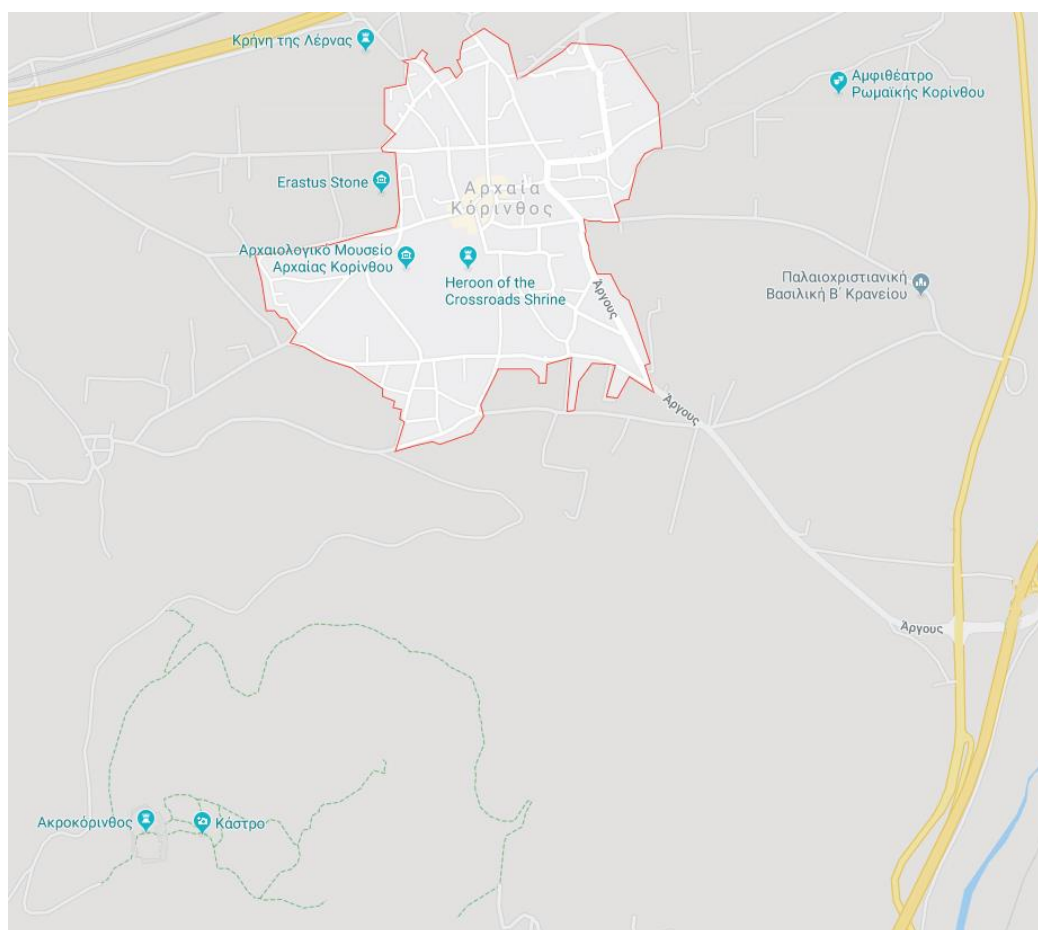 Κρήνη της Λέρνας
Αμφιθέατρο
Ρωμαϊκής Κορίνθου
Erastus Stone
Αρχαία
Κόρινθος
Αρχαιολογικό Μουσείο
Αρχαίας Κορίνθου
Heroon of the
Crossroads Shrine
Παλαιοχριστιανική
Βασιλική Β΄ Κρανείου
Άργους
Άργους
Άργους
Ακροκόρινθος
Κάστρο